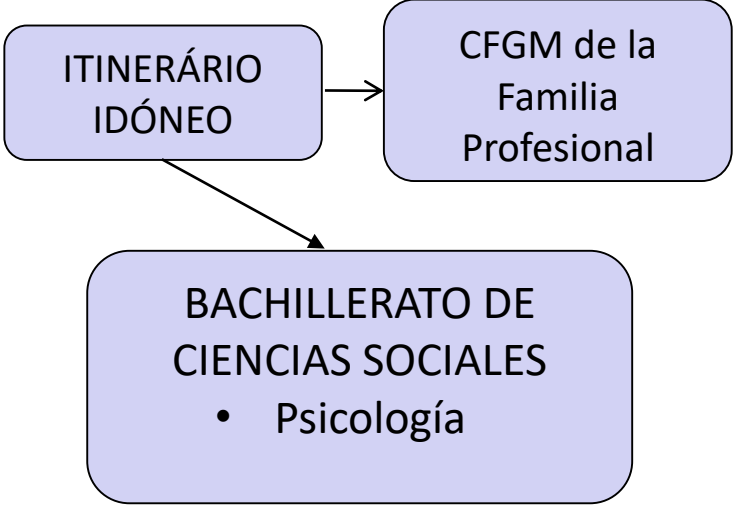 ITINERÁRIO
IDÓNEO
CFGM de la
Familia
Profesional
BACHILLERATO DE
CIENCIAS SOCIALES
• Psicología